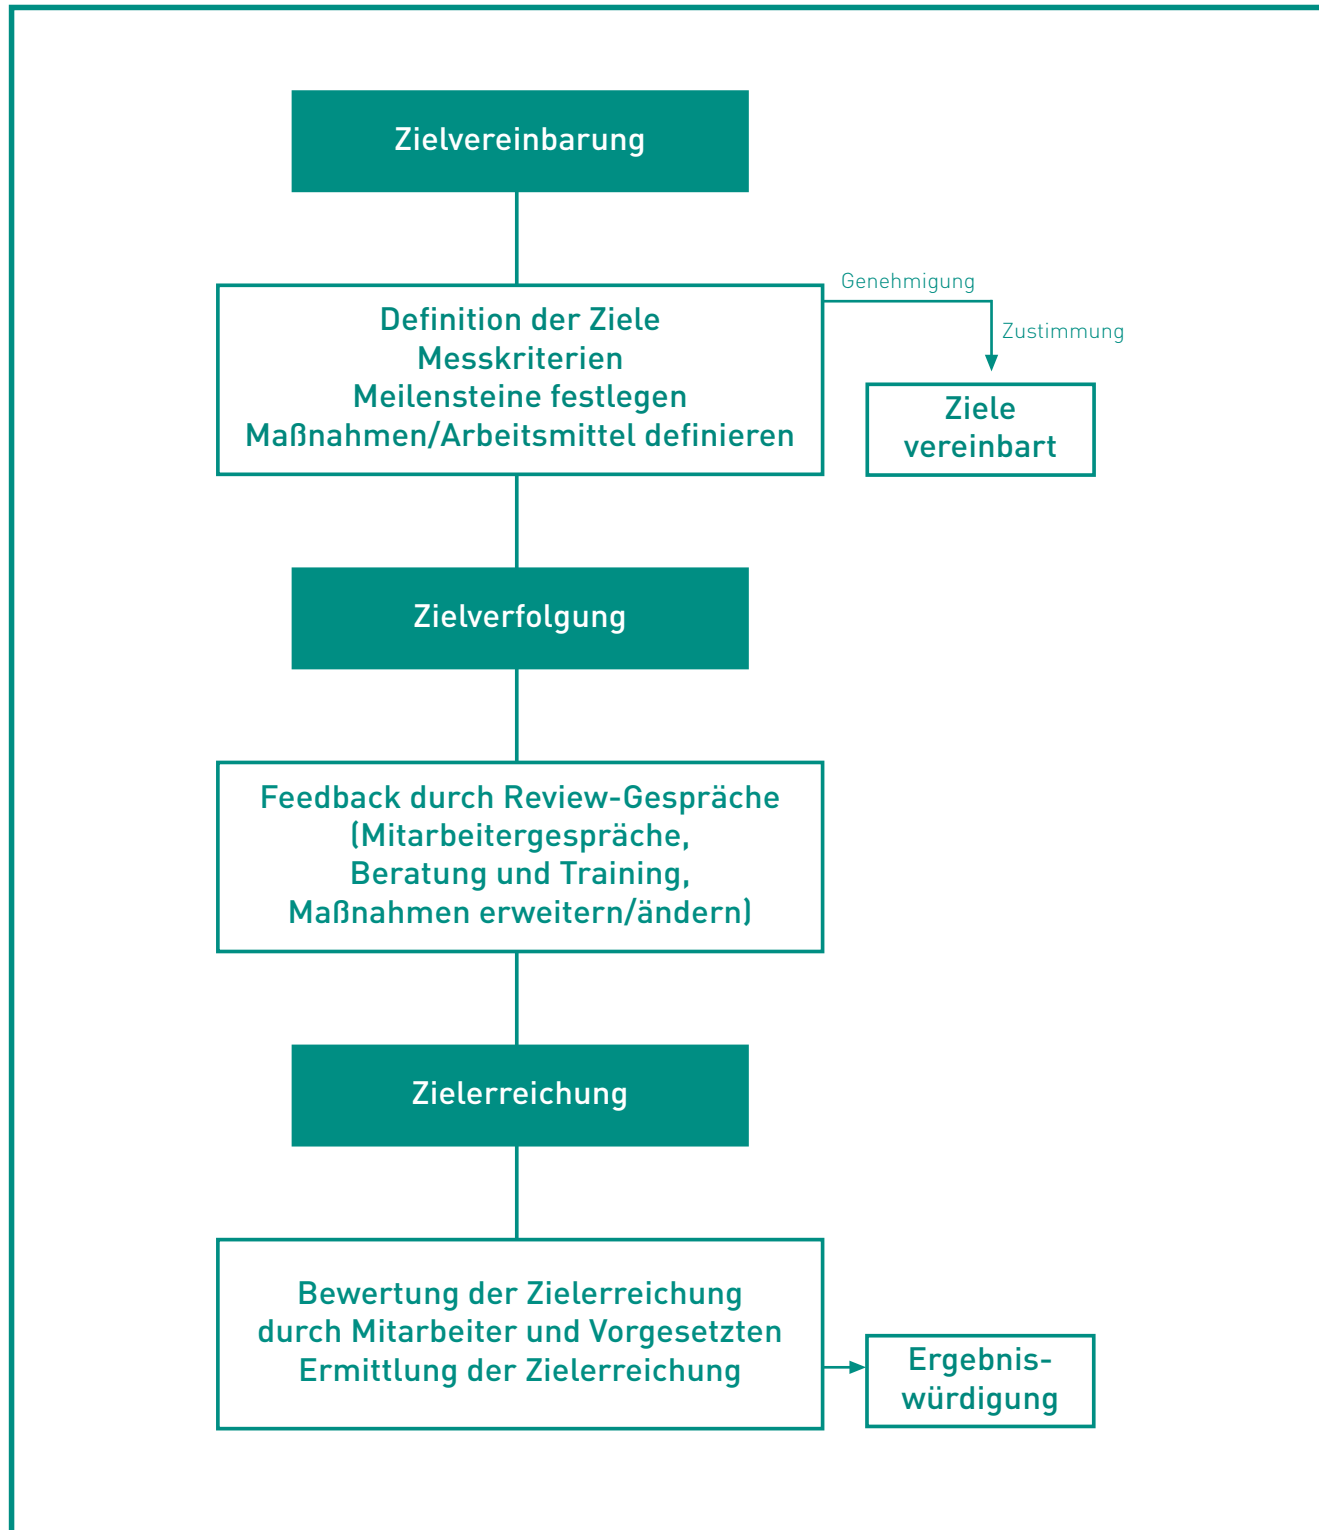 Zielvereinbarung
Genehmigung
Definition der Ziele
Messkriterien
Meilensteine festlegen
Maßnahmen/Arbeitsmittel definieren
Zustimmung
Ziele
vereinbart
Zielverfolgung
Feedback durch Review-Gespräche
(Mitarbeitergespräche,
Beratung und Training,
Maßnahmen erweitern/ändern)
Zielerreichung
Bewertung der Zielerreichung
durch Mitarbeiter und Vorgesetzten
Ermittlung der Zielerreichung
Ergebnis-
würdigung